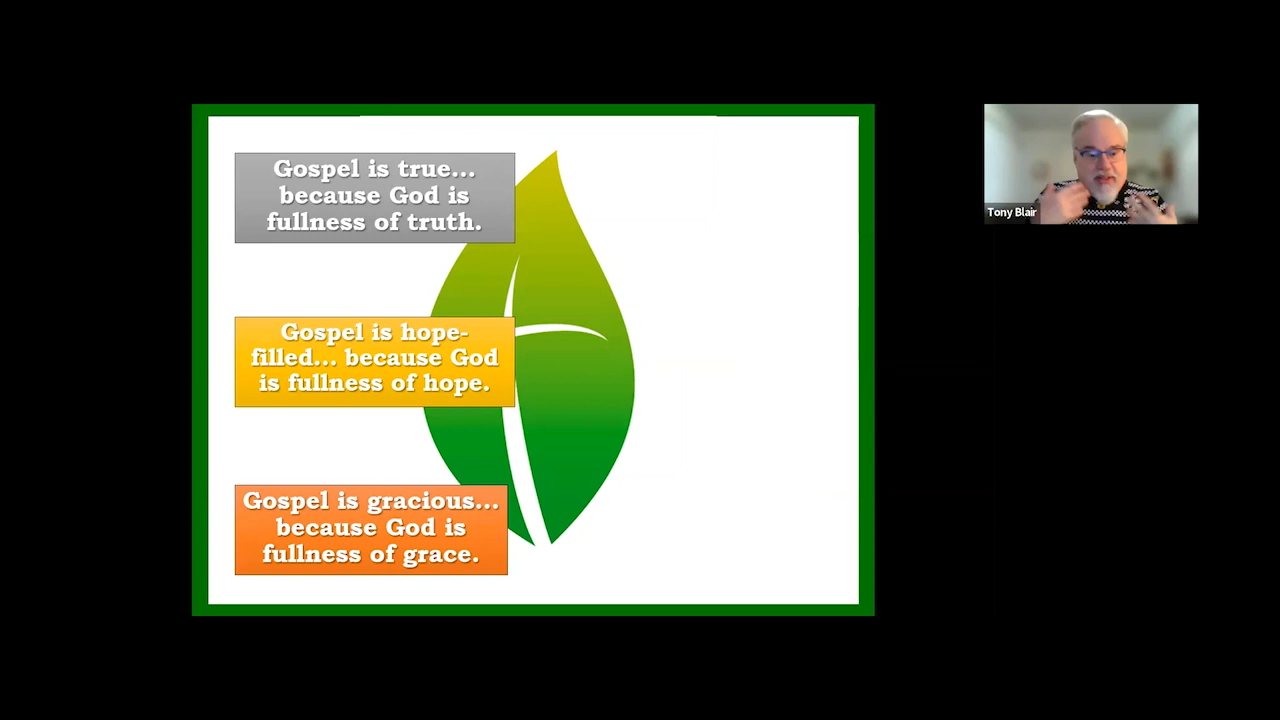 Gospel is true...
because God is
fullness of truth.
Gospel is hope-
filled... because God
is fullness of hope.
Gospel is gracious...
because God is
fullness of grace.
Tony Blair